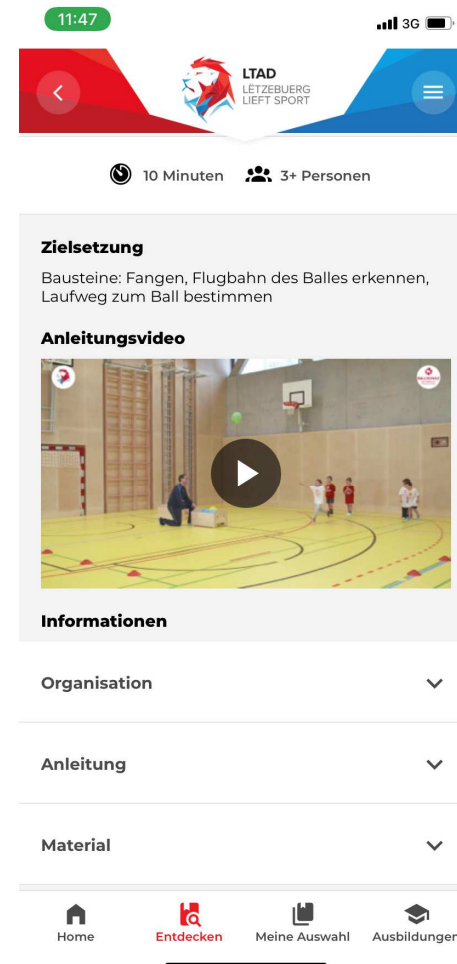 11:47
3G
LTAD
LËTZEBUERG
LIEFT SPORT
10 Minuten
3+ Personen
Zielsetzung
Bausteine: Fangen, Flugbahn des Balles erkennen,
Laufweg zum Ball bestimmen
Anleitungsvideo
Informationen
Organisation
Anleitung
Material
Home
Entdecken
Meine Auswahl
Ausbildungen